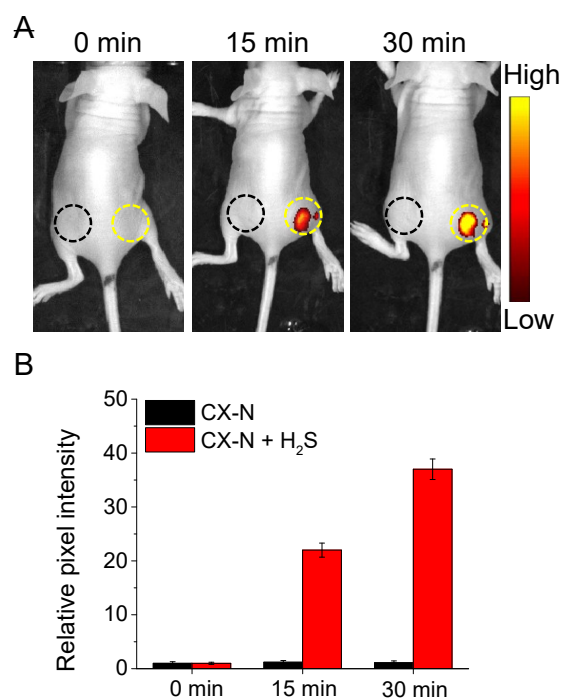 A
0 min 15 min 30 min
High
Low
B
Relative pixel intensity
50
40
30
20
10
0
CX-N
CX-N + H₂S
0 min 15 min 30 min